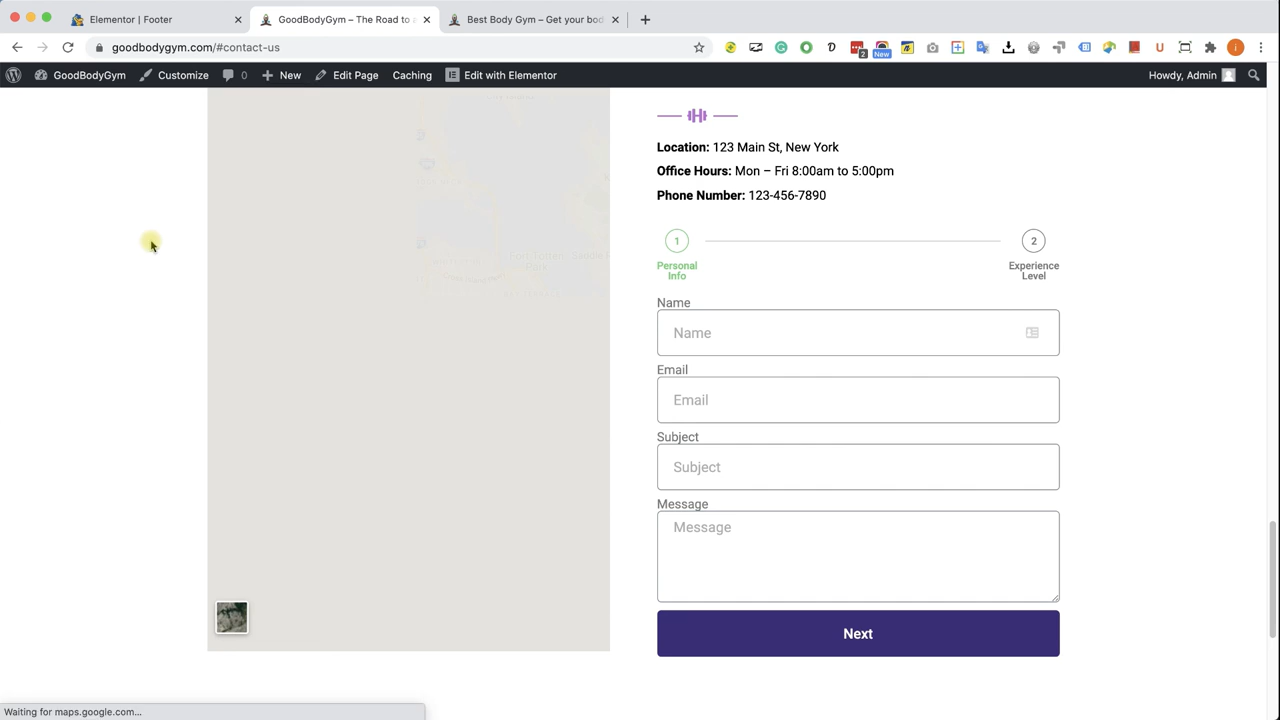 Elementor | Footer
GoodBodyGym – The Road to a
Best Body Gym – Get your bod
goodbodygym.com/#contact-us
2
New
i
GoodBodyGym
Customize
0
New
Edit Page
Caching
Edit with Elementor
Howdy, Admin
Location: 123 Main St, New York
Office Hours: Mon – Fri 8:00am to 5:00pm
Phone Number: 123-456-7890
1
2
Personal
Info
Experience
Level
Name
Name
Email
Email
Subject
Subject
Message
Message
Next
Waiting for maps.google.com...